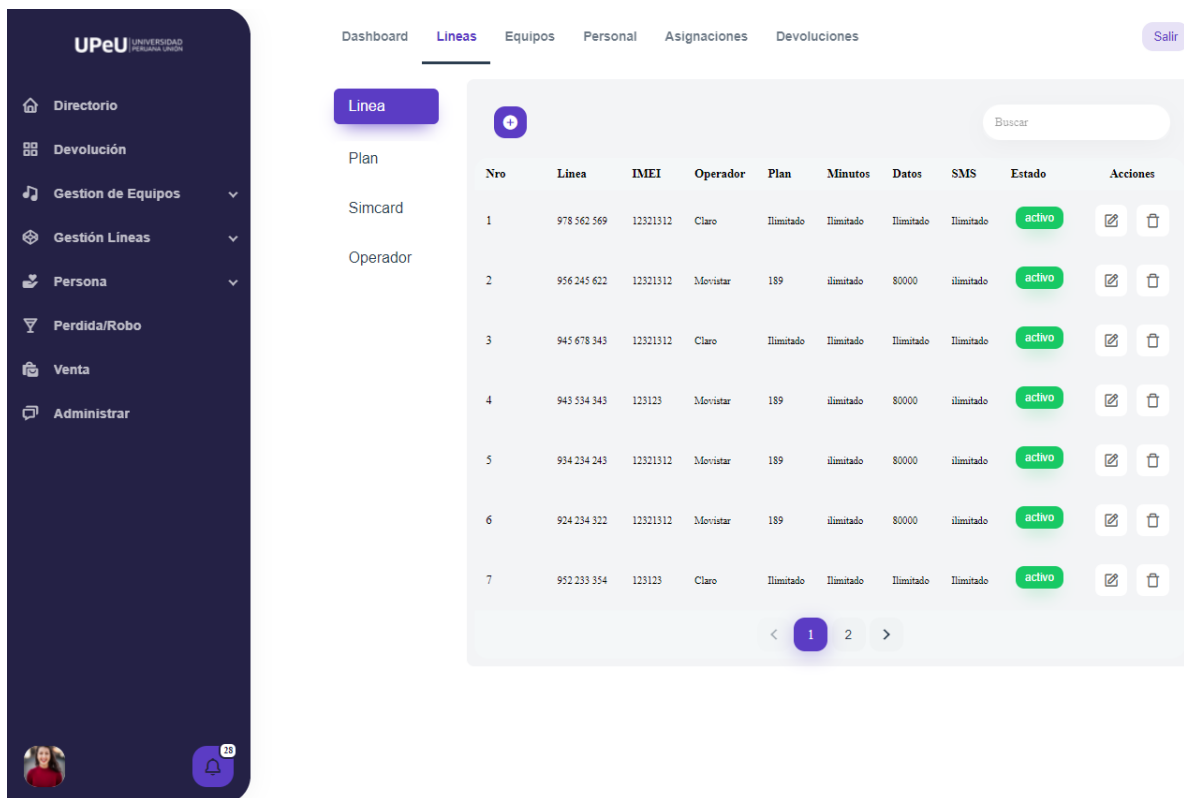 UPeU UNIVERSIDAD PERUANA UNIÓN
Directorio
Devolución
Gestion de Equipos
Gestión Líneas
Persona
Perdida/Robo
Venta
Administrar
28
Dashboard Lineas Equipos Personal Asignaciones Devoluciones Salir
Linea
Plan
Simcard
Operador
Buscar
Nro Linea IMEI Operador Plan Minutos Datos SMS Estado Acciones
1 978 562 569 12321312 Claro Ilimitado Ilimitado Ilimitado Ilimitado activo
2 956 245 622 12321312 Movistar 189 ilimitado 80000 ilimitado activo
3 945 678 343 12321312 Claro Ilimitado Ilimitado Ilimitado Ilimitado activo
4 943 534 343 123123 Movistar 189 ilimitado 80000 ilimitado activo
5 934 234 243 12321312 Movistar 189 ilimitado 80000 ilimitado activo
6 924 234 322 12321312 Movistar 189 ilimitado 80000 ilimitado activo
7 952 233 354 123123 Claro Ilimitado Ilimitado Ilimitado Ilimitado activo
< 1 2 >